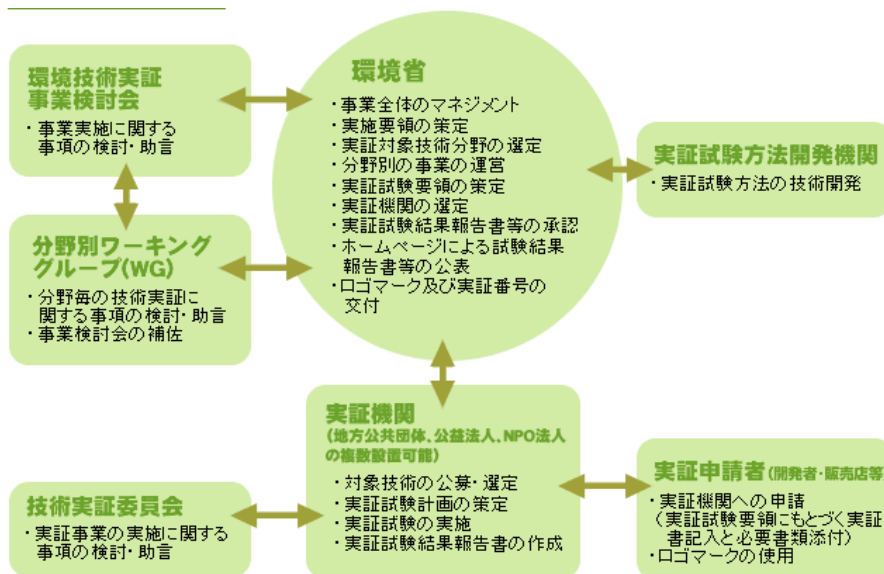 環境技術実証
事業検討会
・事業実施に関する
事項の検討・助言
分野別ワーキング
グループ(WG)
・分野毎の技術実証に
関する事項の検討・助言
・事業検討会の補佐
環境省
・事業全体のマネジメント
・実施要領の策定
・実証対象技術分野の選定
・分野別の事業の運営
・実証試験要領の策定
・実証機関の選定
・実証試験結果報告書等の承認
・ホームページによる試験結果
報告書等の公表
・ロゴマーク及び実証番号の
交付
実証試験方法開発機関
・実証試験方法の技術開発
技術実証委員会
・実証事業の実施に関する
事項の検討・助言
実証機関
(地方公共団体、公益法人、NPO法人
の複数設置可能)
・対象技術の公募・選定
・実証試験計画の策定
・実証試験の実施
・実証試験結果報告書の作成
実証申請者(開発者・販売店等
・実証機関への申請
(実証試験要領にもとづく実証
書記入と必要書類添付)
・ロゴマークの使用